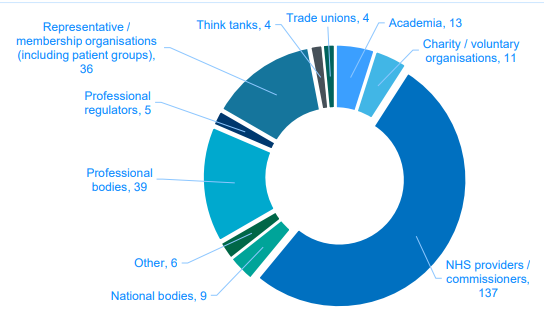 Trade unions, 4
Academia, 13
Charity / voluntary
organisations, 11
NHS providers /
commissioners,
137
National bodies, 9
Other, 6
Professional
bodies, 39
Professional
regulators, 5
Representative /
membership organisations
(including patient groups),
36
Think tanks, 4